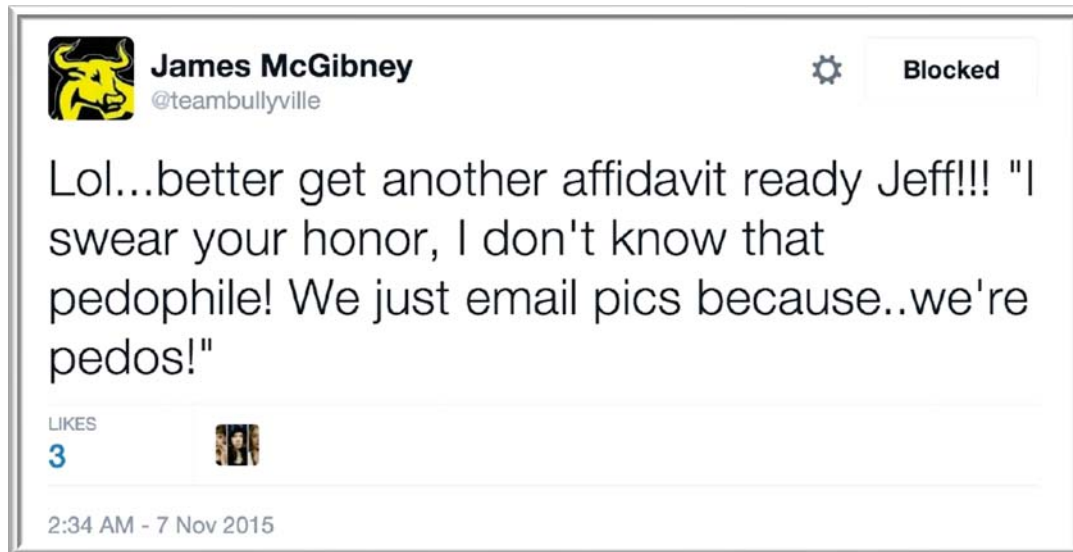 James McGibney
@teambullyville
Blocked
Lol...better get another affidavit ready Jeff!!! "I
swear your honor, I don't know that
pedophile! We just email pics because..we're
pedos!"
LIKES
3
2:34 AM - 7 Nov 2015